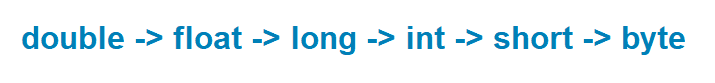 double -> float -> long -> int -> short -> byte